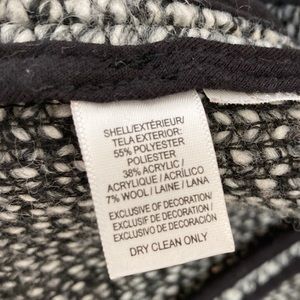 SHELL/EXTÉRIEUR/
TELA EXTERIOR:
55% POLYESTER
POLIESTER
38% ACRYLIC/
ACRYLIQUE / ACRÍLICO
7% WOOL / LAINE / LANA
EXCLUSIVE OF DECORATION/
EXCLUSIF DE DECORATION/
EXCLUSIVO DE DECORACIÓN
DRY CLEAN ONLY